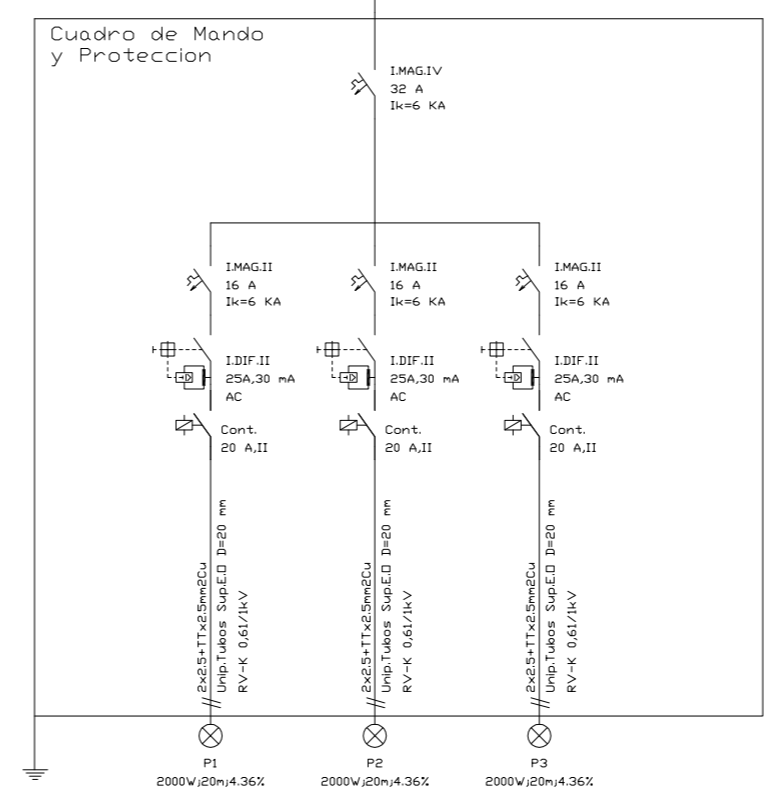 Cuadro de Mando
y Proteccion
I.MAG.IV
32 A
Ik=6 KA
I.MAG.II
16 A
Ik=6 KA
I.MAG.II
16 A
Ik=6 KA
I.MAG.II
16 A
Ik=6 KA
I.DIF.II
25A,30 mA
AC
I.DIF.II
25A,30 mA
AC
I.DIF.II
25A,30 mA
AC
Cont.
20 A,II
Cont.
20 A,II
Cont.
20 A,II
2x2.5+TTx2.5mm2Cu
Unip.Tubos Sup.E.O D=20 mm
RV-K 0,61/1kV
2x2.5+TTx2.5mm2Cu
Unip.Tubos Sup.E.O D=20 mm
RV-K 0,61/1kV
2x2.5+TTx2.5mm2Cu
Unip.Tubos Sup.E.O D=20 mm
RV-K 0,61/1kV
P1
2000W;20m;4.36%
P2
2000W;20m;4.36%
P3
2000W;20m;4.36%